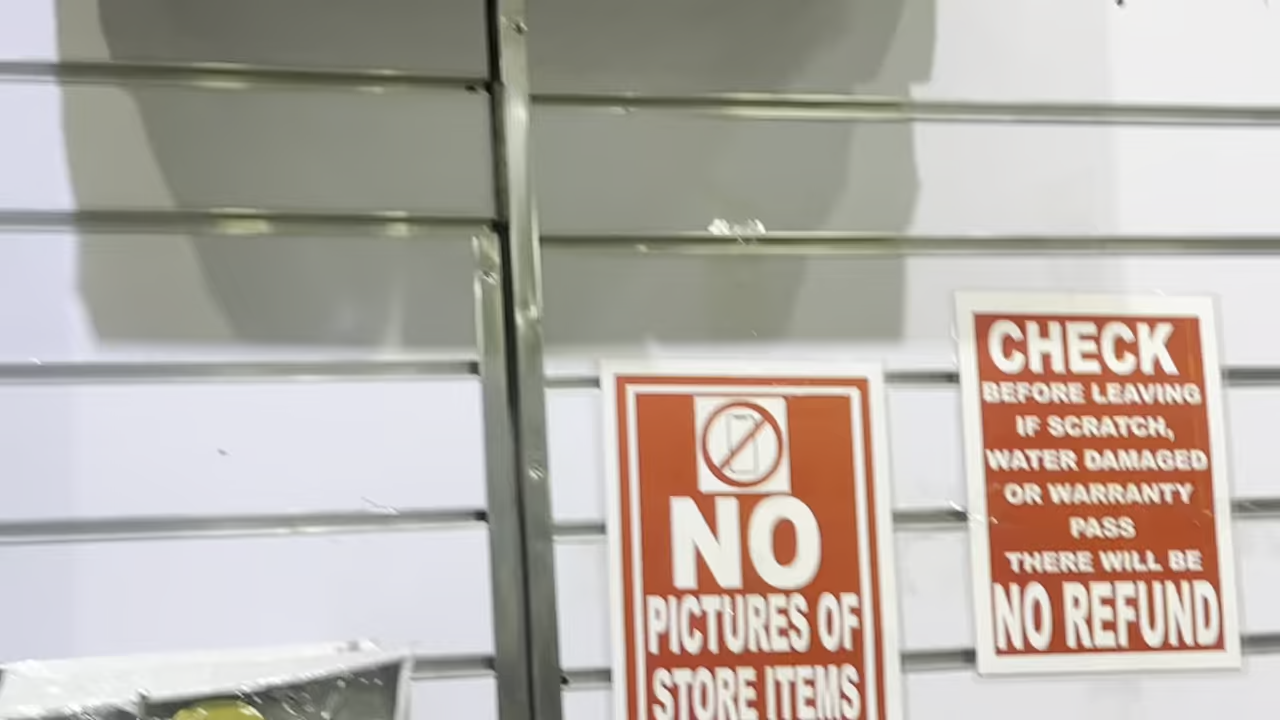 NO
PICTURES OF
STORE ITEMS
CHECK
BEFORE LEAVING
IF SCRATCH,
WATER DAMAGED
OR WARRANTY
PASS
THERE WILL BE
NO REFUND